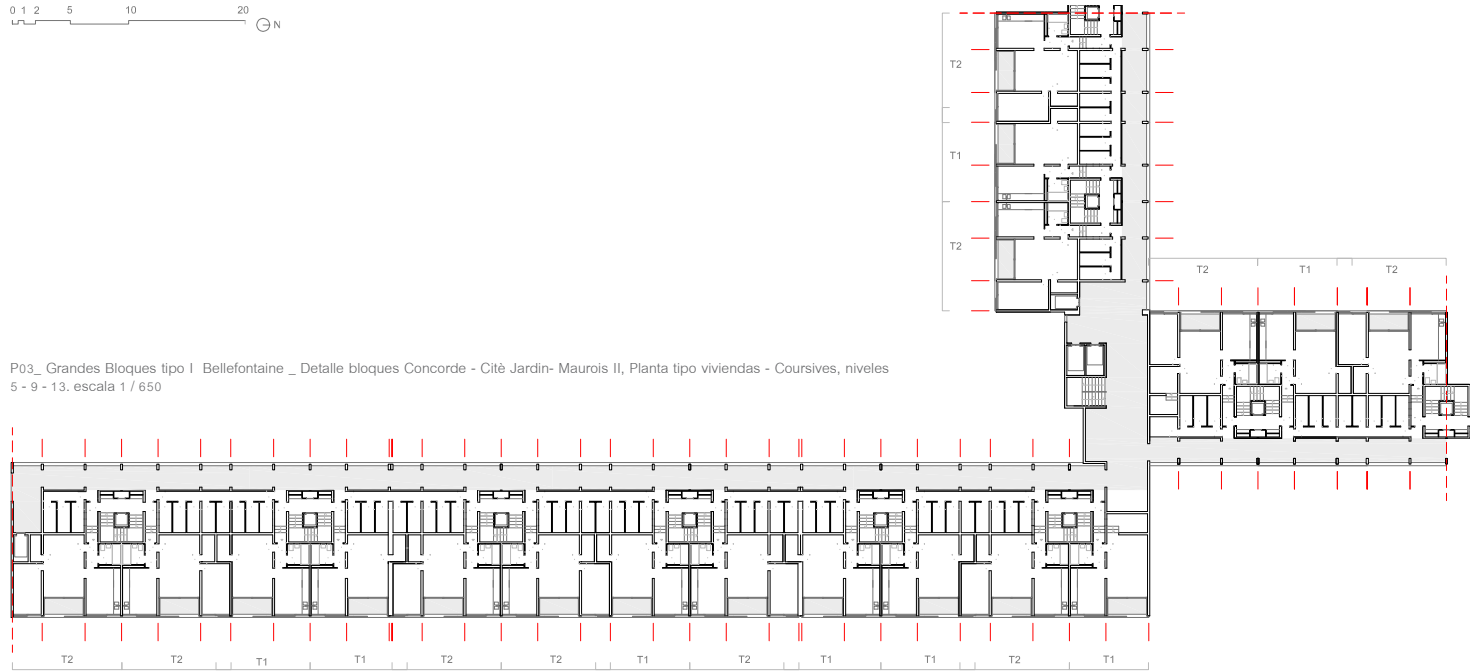 0 1 2 5 10 20
N
T2
T1
T2
T2 T1 T2
P03_ Grandes Bloques tipo I Bellefontaine _ Detalle bloques Concorde - Citè Jardin- Maurois II, Planta tipo viviendas - Coursives, niveles
5 - 9 - 13. escala 1 / 650
T2 T2 T1 T1 T2 T2 T1 T2 T1 T1 T2 T1